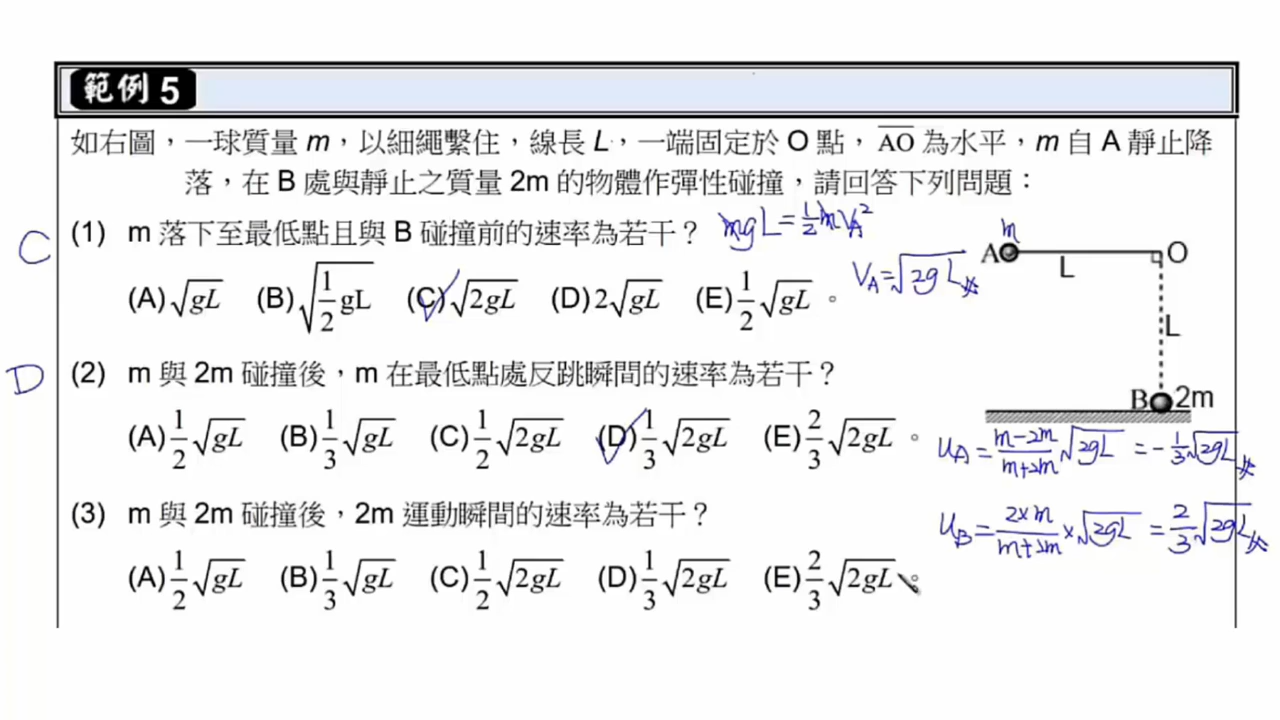 範例 5
如右圖，一球質量 m，以細繩繫住，線長 L，一端固定於 O 點，AO 為水平，m 自 A 靜止降
落，在 B 處與靜止之質量 2m 的物體作彈性碰撞，請回答下列問題：
C (1) m 落下至最低點且與 B 碰撞前的速率為若干？ mgL=½mV_A²
(A)√gL (B)√(1/2 gL) (C)√2gL (D)2√gL (E)1/2 √gL 。 V_A=√2gL
m
A L O
L
B 2m
D (2) m 與 2m 碰撞後，m 在最低點處反跳瞬間的速率為若干？
(A)1/2 √gL (B)1/3 √gL (C)1/2 √2gL (D)1/3 √2gL (E)2/3 √2gL 。 u_A = (m-2m)/(m+2m) √2gL = -1/3 √2gL
(3) m 與 2m 碰撞後，2m 運動瞬間的速率為若干？ u_B = (2×m)/(m+2m) × √2gL = 2/3 √2gL
(A)1/2 √gL (B)1/3 √gL (C)1/2 √2gL (D)1/3 √2gL (E)2/3 √2gL 。